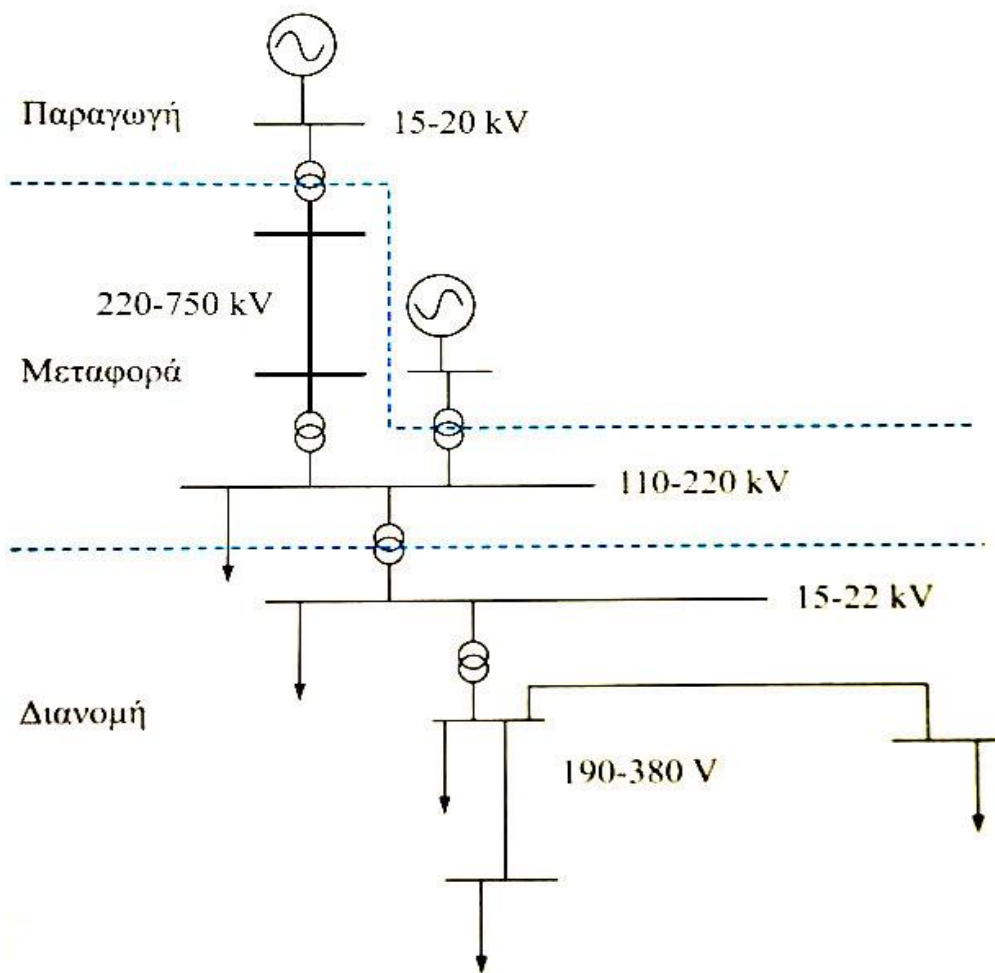 Παραγωγή
15-20 kV
220-750 kV
Μεταφορά
110-220 kV
15-22 kV
Διανομή
190-380 V